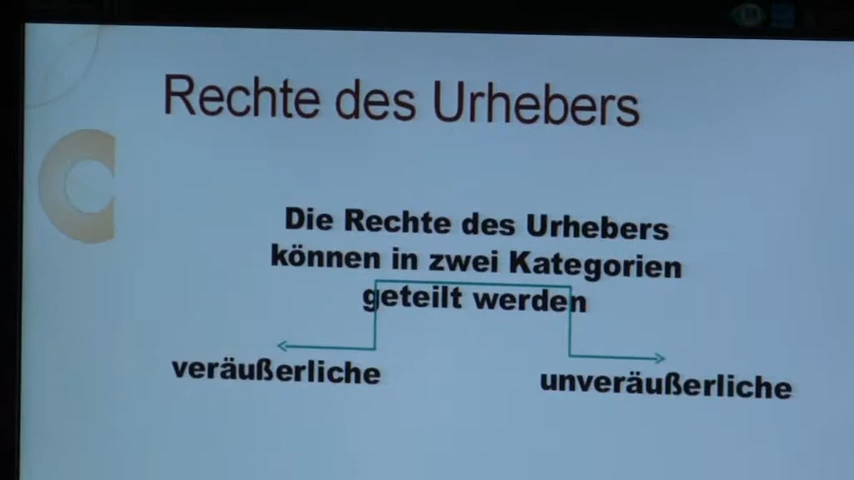 Rechte des Urhebers
Die Rechte des Urhebers
können in zwei Kategorien
geteilt werden
veräußerliche
unveräußerliche